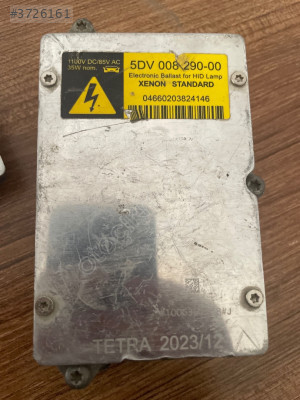 #3726161
1100V DC/85V AC
35W nom.
5DV 008 290-00
Electronic Ballast for HID Lamp
XENON STANDARD
04660203824146
TETRA 2023/12